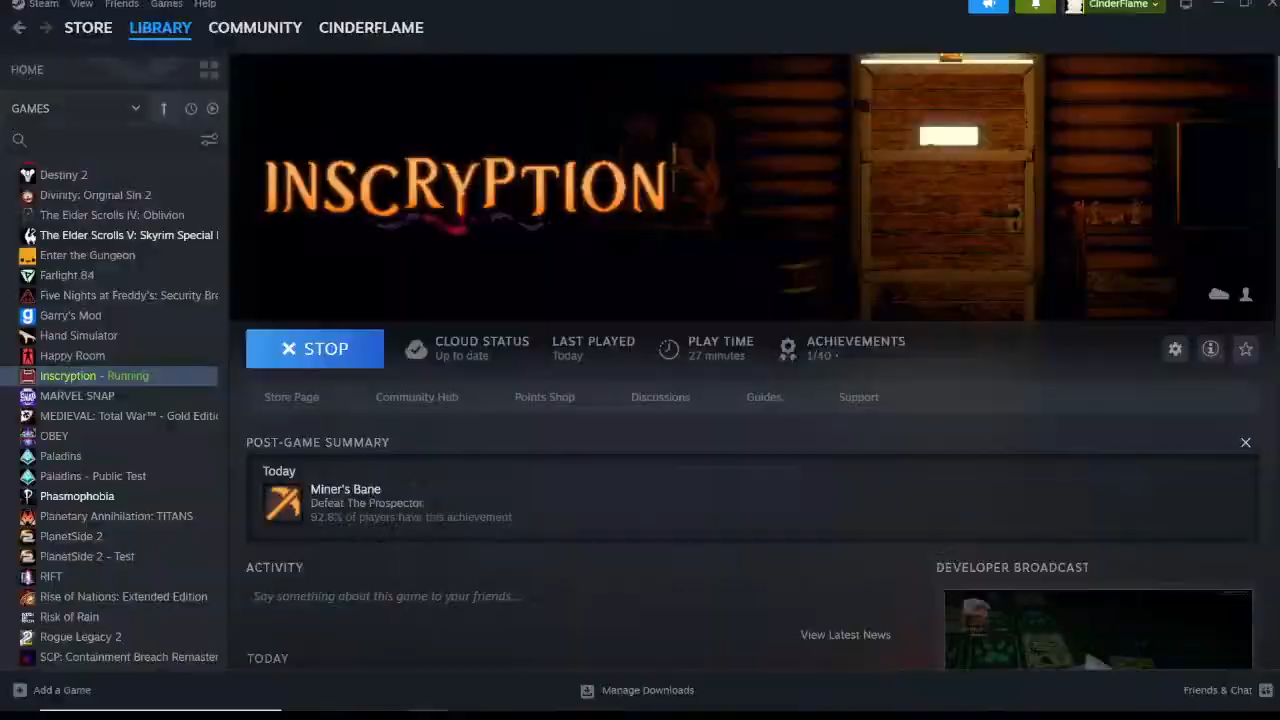 Steam View Friends Games Help
CinderFlame
STORE LIBRARY COMMUNITY CINDERFLAME
HOME
GAMES
Destiny 2
Divinity: Original Sin 2
The Elder Scrolls IV: Oblivion
The Elder Scrolls V: Skyrim Special
Enter the Gungeon
Farlight 84
Five Nights at Freddy's: Security Bre
Garry's Mod
Hand Simulator
Happy Room
Inscryption - Running
MARVEL SNAP
MEDIEVAL: Total War™ - Gold Editi
OBEY
Paladins
Paladins - Public Test
Phasmophobia
Planetary Annihilation: TITANS
PlanetSide 2
PlanetSide 2 - Test
RIFT
Rise of Nations: Extended Edition
Risk of Rain
Rogue Legacy 2
SCP: Containment Breach Remaster
INSCRYPTION
STOP
CLOUD STATUS
Up to date
LAST PLAYED
Today
PLAY TIME
27 minutes
ACHIEVEMENTS
1/40
Store Page Community Hub Points Shop Discussions Guides Support
POST-GAME SUMMARY
Today
Miner's Bane
Defeat The Prospector
92.8% of players have this achievement
ACTIVITY
Say something about this game to your friends...
View Latest News
TODAY
DEVELOPER BROADCAST
Add a Game
Manage Downloads
Friends & Chat